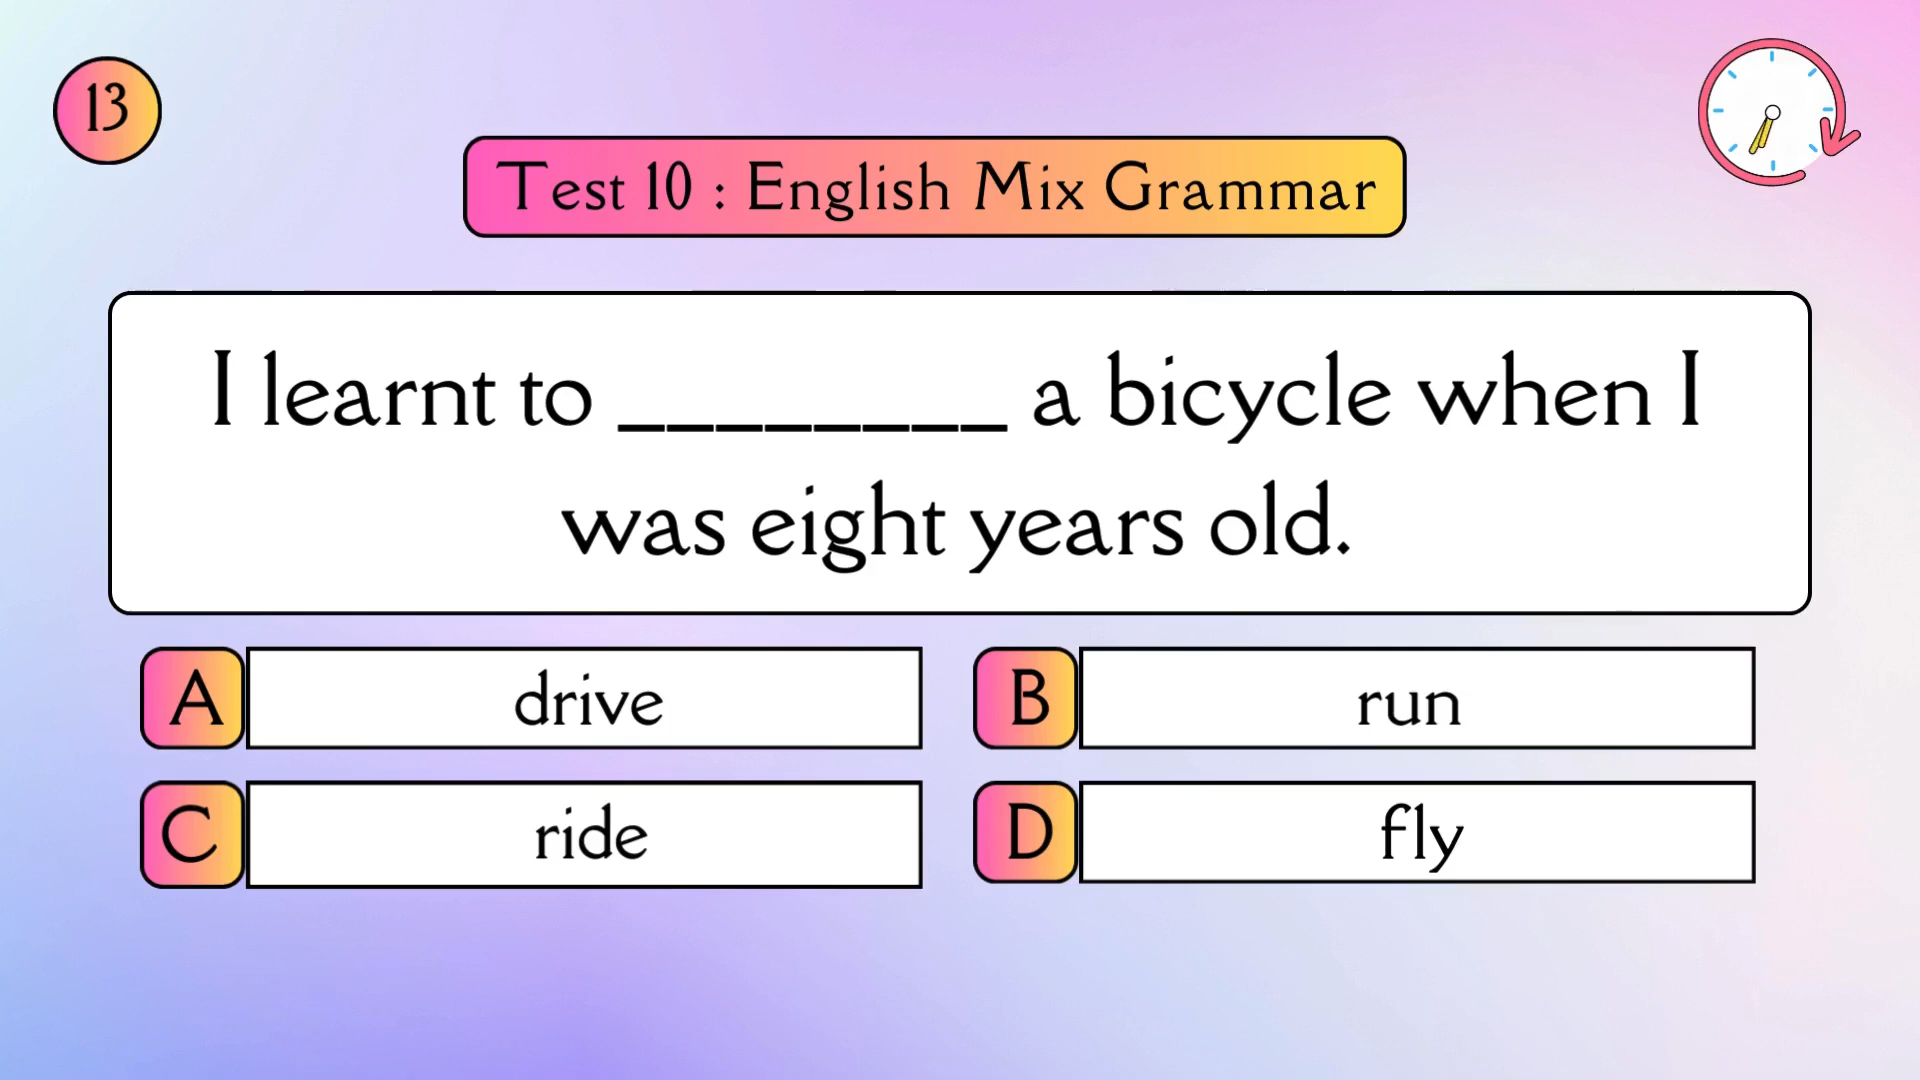 13
Test 10 : English Mix Grammar
I learnt to ________ a bicycle when I
was eight years old.
A drive
B run
C ride
D fly